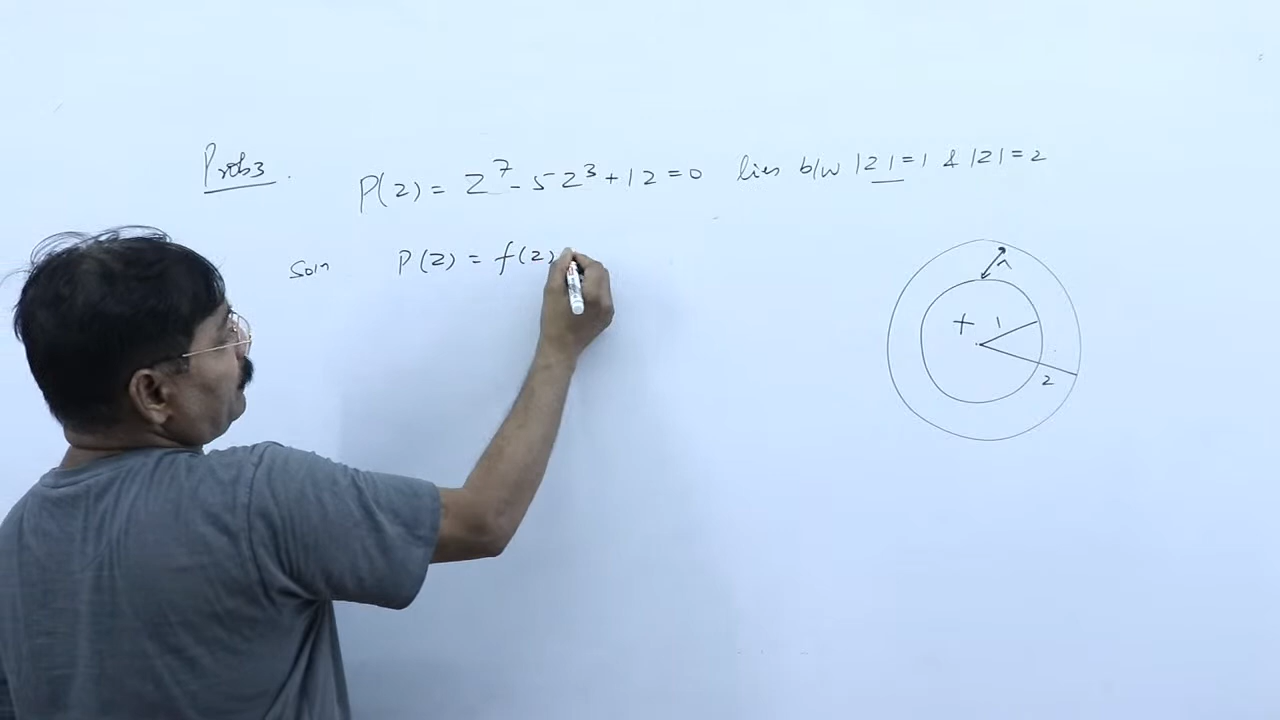 Prob3.
P(z) = z⁷ - 5z³ + 12 = 0 lies b/w |z| = 1 & |z| = 2
Soln P(z) = f(z)
+ 1
2